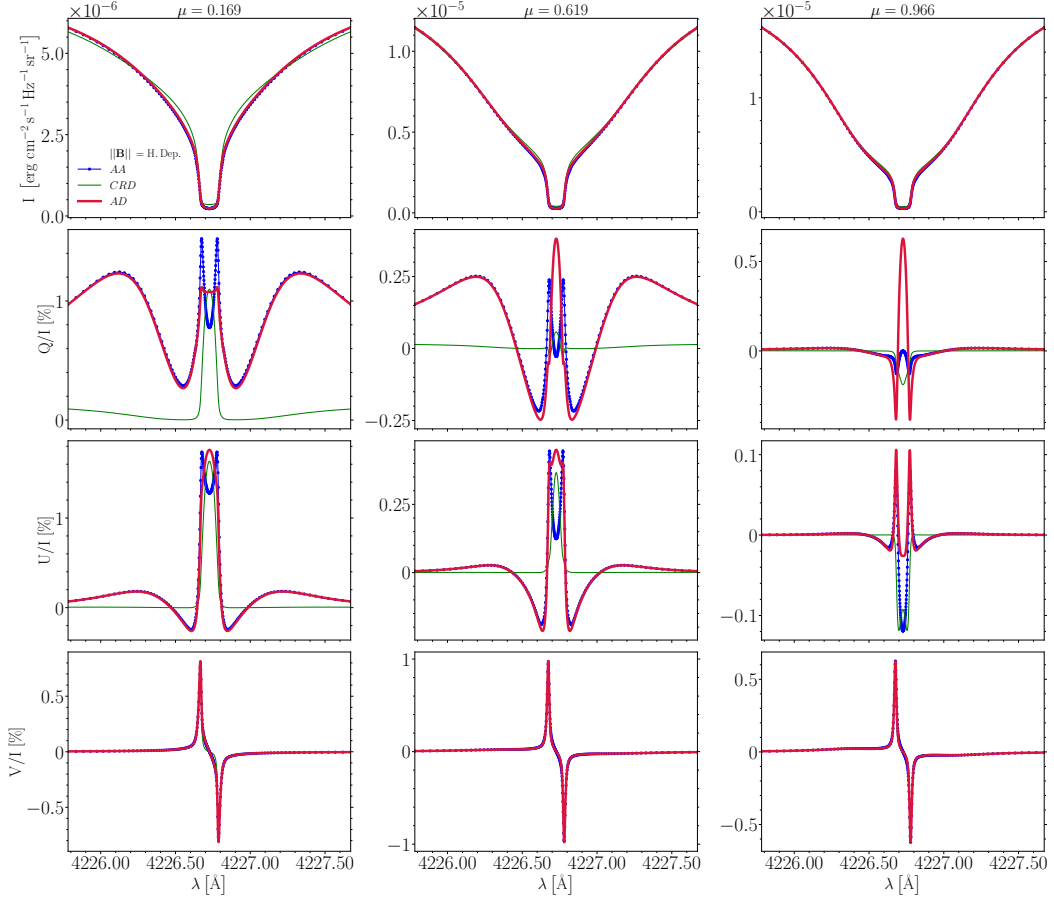 ×10⁻⁶ μ = 0.169 ×10⁻⁵ μ = 0.619 ×10⁻⁵ μ = 0.966
I [erg cm⁻² s⁻¹ Hz⁻¹ sr⁻¹]
5.0
2.5
0.0
||B|| = H. Dep.
AA
CRD
AD
1.0
0.5
0.0
1
0
Q/I [%]
1
0
0.25
0
−0.25
0.5
0
U/I [%]
1
0
0.25
0
0.1
0.0
−0.1
V/I [%]
0.5
0
−0.5
1
0
−1
0.5
0.0
−0.5
4226.00 4226.50 4227.00 4227.50 4226.00 4226.50 4227.00 4227.50 4226.00 4226.50 4227.00 4227.50
λ [Å] λ [Å] λ [Å]